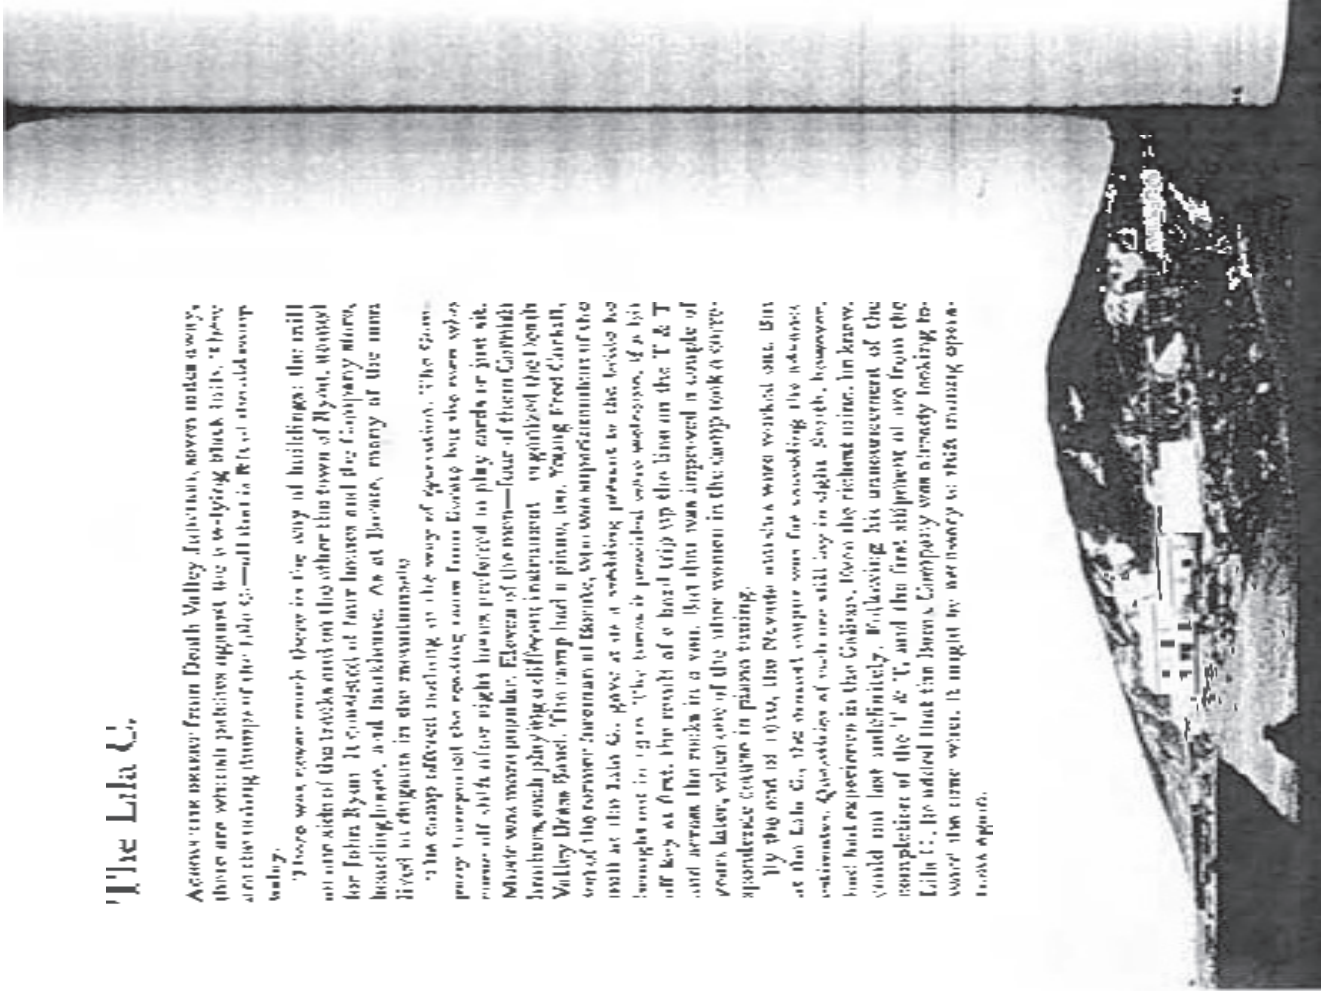 The Lila C.
Across the desert from Death Valley Junction, seven miles away,
there are whitish patches against the low-lying black hills. They
are the tailing dumps of the Lila C.—all that is left of the old camp
today.
There was never much there in the way of buildings: the mill
on one side of the tracks and on the other the town of Ryan, named
for John Ryan. It consisted of four houses and the Company store,
boarding house, and bunkhouse. As at Borate, many of the men
lived in dugouts in the mountainside.
The camp offered nothing in the way of recreation. The Com-
pany transported the reading room from Borate but the men who
came off shift after eight hours preferred to play cards or just sit.
Music was more popular. Eleven of the men—four of them Cornish
brothers, each playing a different instrument—organized the Death
Valley Brass Band. The camp had a piano, too. Young Fred Corkill,
son of the former foreman of Borate, who was superintendent of the
mill at the Lila C., gave it as a wedding present to the bride he
brought out in The piano it provided was welcome, if a bit
off key at first, the result of a hard trip up the line on the T & T
and across the rocks in a van. But that was improved a couple of
years later, when one of the other women in the camp took a corre-
spondence course in piano tuning.
By the end of 1910, the Nevada matches were worked out. But
at the Lila C., the demand output was far exceeding the advance
estimates. Quantities of rich ore still lay in sight. Smith, however,
had had experience in the Calicos. Even the richest mine, he knew,
could not last indefinitely. Following his announcement of the
completion of the T & T, and the first shipment of ore from the
Lila C., he added that the Borax Company was already looking to-
ward the time when it might be necessary to shift mining opera-
tions again.